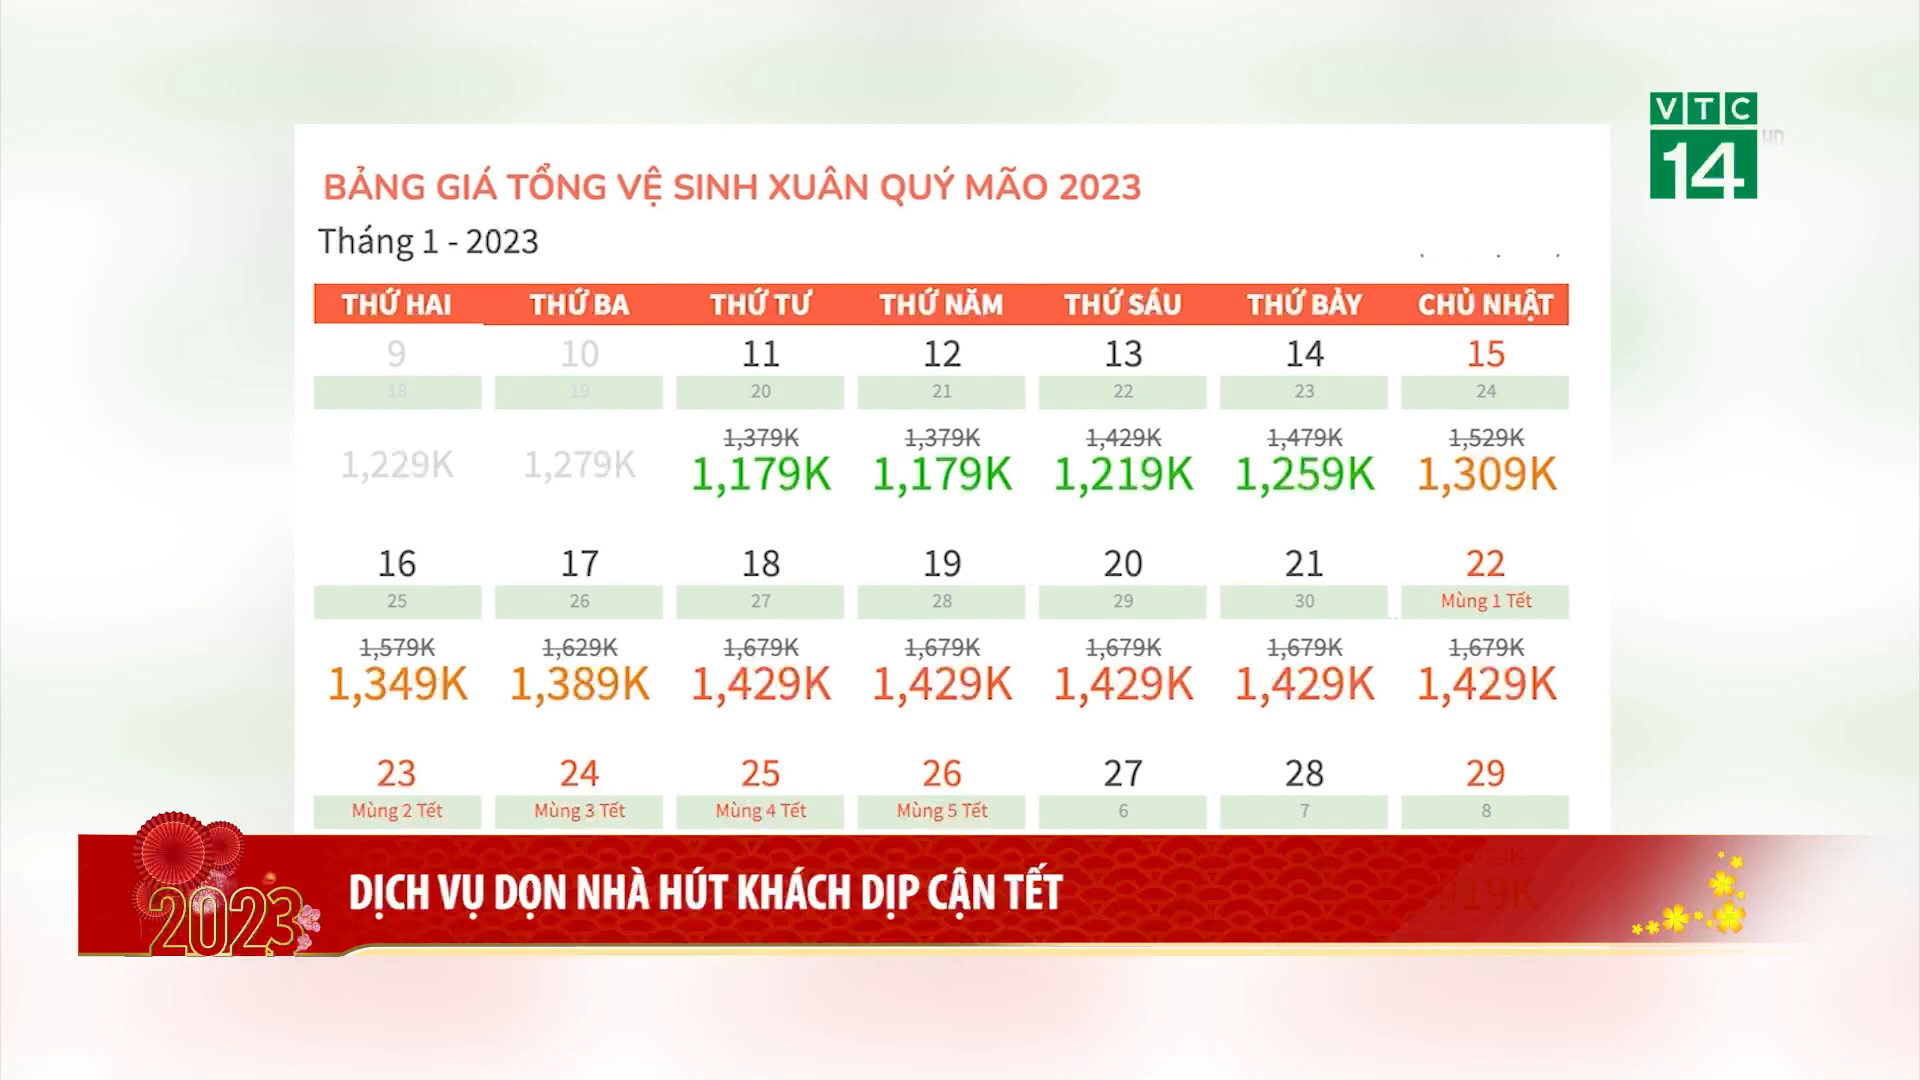 VTC
14
HD
BẢNG GIÁ TỔNG VỆ SINH XUÂN QUÝ MÃO 2023
Tháng 1 - 2023
THỨ HAI THỨ BA THỨ TƯ THỨ NĂM THỨ SÁU THỨ BẢY CHỦ NHẬT
9 10 11 12 13 14 15
18 19 20 21 22 23 24
1,379K 1,379K 1,429K 1,479K 1,529K
1,229K 1,279K 1,179K 1,179K 1,219K 1,259K 1,309K
16 17 18 19 20 21 22
25 26 27 28 29 30 Mùng 1 Tết
1,579K 1,629K 1,679K 1,679K 1,679K 1,679K 1,679K
1,349K 1,389K 1,429K 1,429K 1,429K 1,429K 1,429K
23 24 25 26 27 28 29
Mùng 2 Tết Mùng 3 Tết Mùng 4 Tết Mùng 5 Tết 6 7 8
2023
DỊCH VỤ DỌN NHÀ HÚT KHÁCH DỊP CẬN TẾT